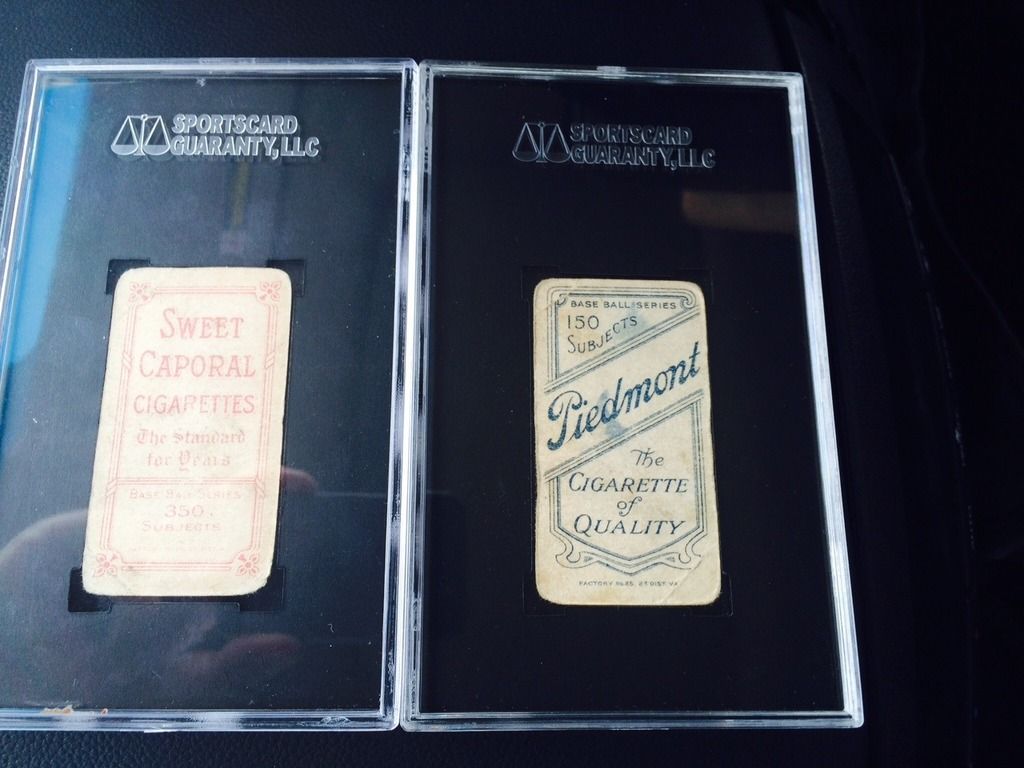 SPORTSCARD
GUARANTY, LLC
SWEET
CAPORAL
CIGARETTES
The Standard
for Years
BASE BALL SERIES
350
SUBJECTS
SPORTSCARD
GUARANTY, LLC
BASE BALL SERIES
150
SUBJECTS
Piedmont
The
CIGARETTE
of
QUALITY
FACTORY No 25, 2d DIST. VA.